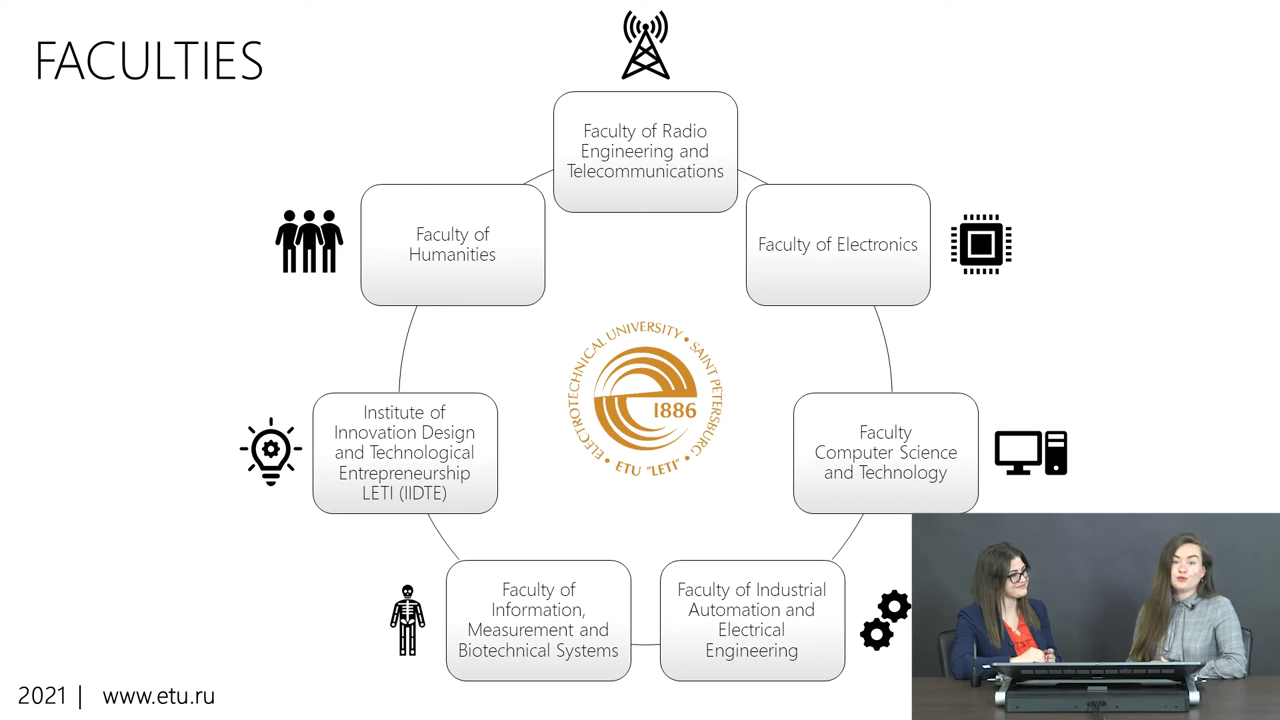 FACULTIES
Faculty of Radio
Engineering and
Telecommunications
Faculty of
Humanities
Faculty of Electronics
ELECTROTECHNICAL UNIVERSITY • SAINT PETERSBURG •
1886
ETU "LETI"
Institute of
Innovation Design
and Technological
Entrepreneurship
LETI (IIDTE)
Faculty
Computer Science
and Technology
Faculty of
Information,
Measurement and
Biotechnical Systems
Faculty of Industrial
Automation and
Electrical
Engineering
2021 | www.etu.ru